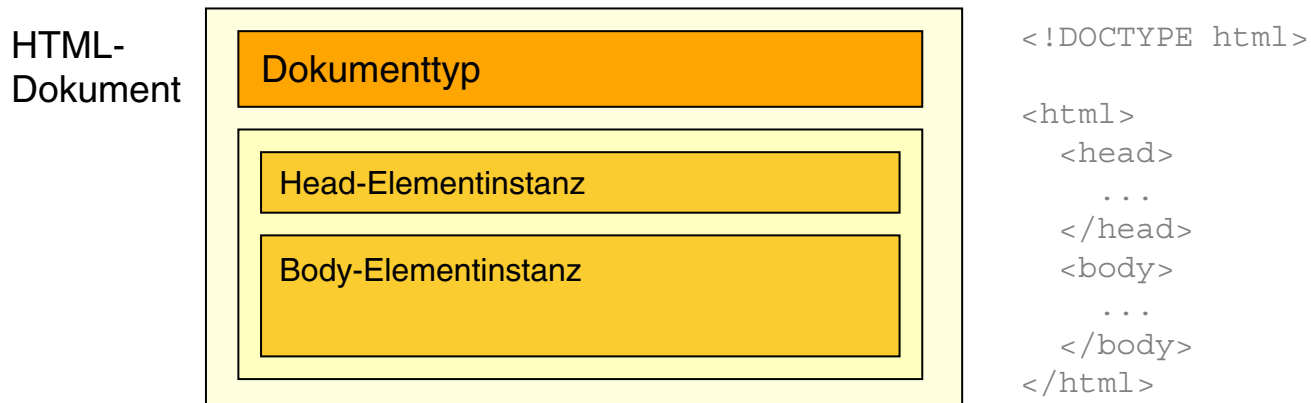 HTML-
Dokument
Dokumenttyp
Head-Elementinstanz
Body-Elementinstanz
<!DOCTYPE html>
<html>
<head>
...
</head>
<body>
...
</body>
</html>